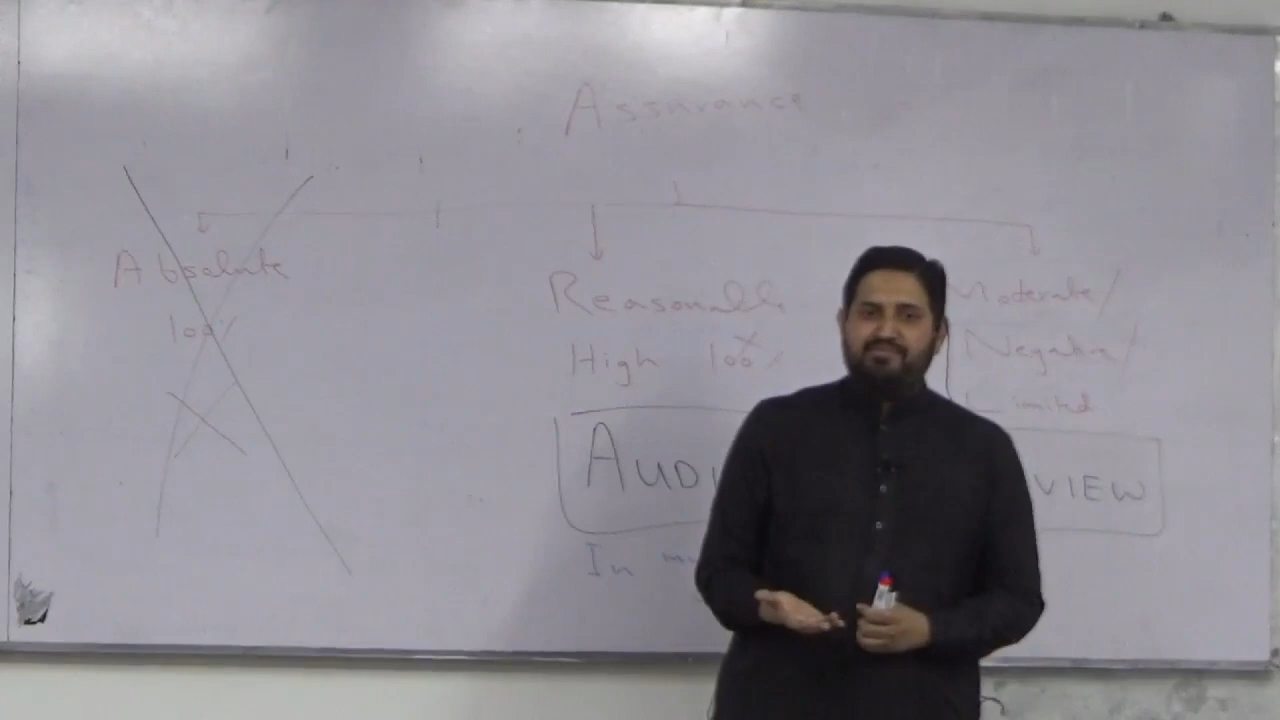 Assurance
Absolute
100%
Reasonable
High 100%
Moderate/
Negative/
Limited
AUDI
VIEW
In